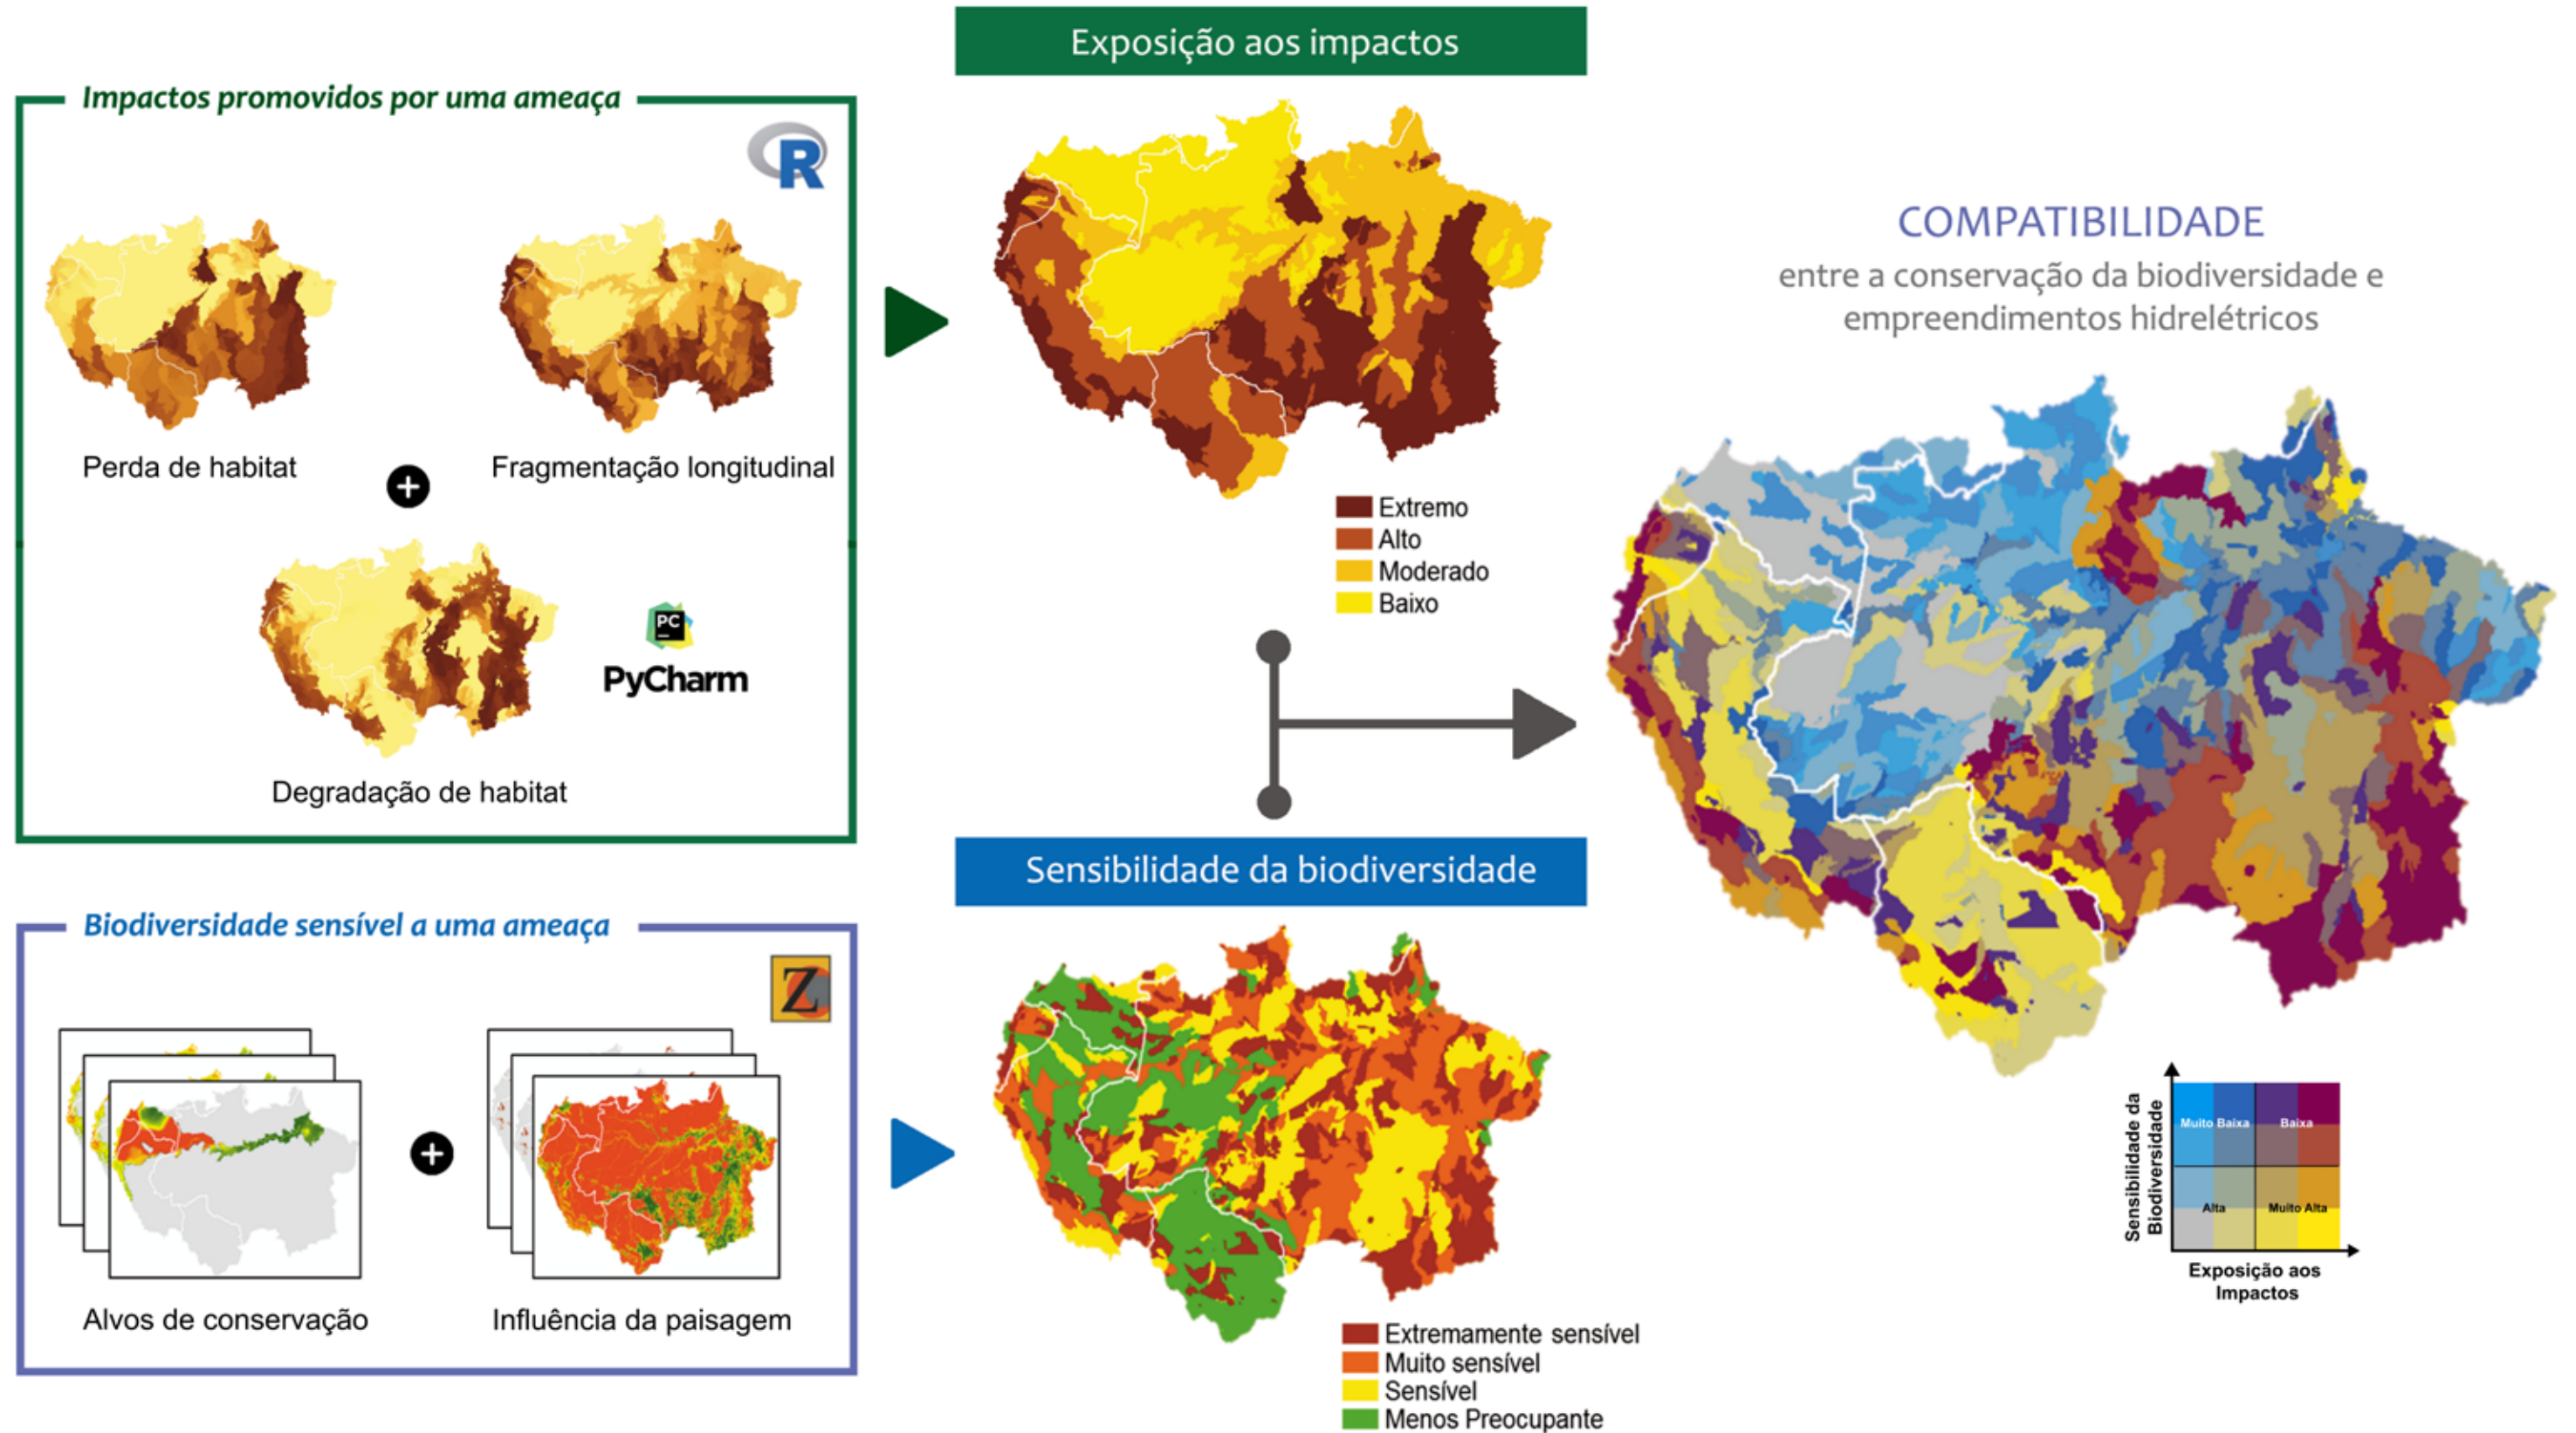 Impactos promovidos por uma ameaça
R
Perda de habitat
Fragmentação longitudinal
PC
PyCharm
Degradação de habitat
Biodiversidade sensível a uma ameaça
Z
Alvos de conservação
Influência da paisagem
Exposição aos impactos
Extremo
Alto
Moderado
Baixo
Sensibilidade da biodiversidade
Extremamente sensível
Muito sensível
Sensível
Menos Preocupante
COMPATIBILIDADE
entre a conservação da biodiversidade e
empreendimentos hidrelétricos
Sensibilidade da
Biodiversidade
Muito Baixa
Baixa
Alta
Muito Alta
Exposição aos
Impactos